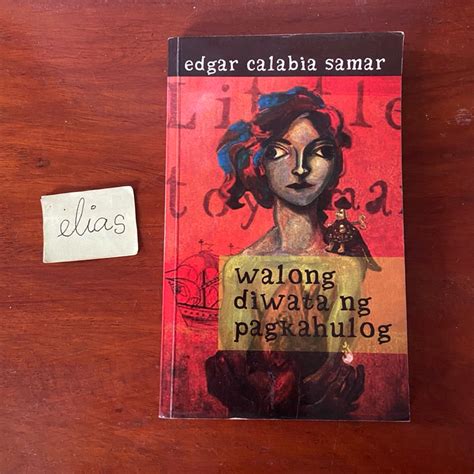 edgar calabia samar
Little
toy
elias
walong
diwata ng
pagkahulog